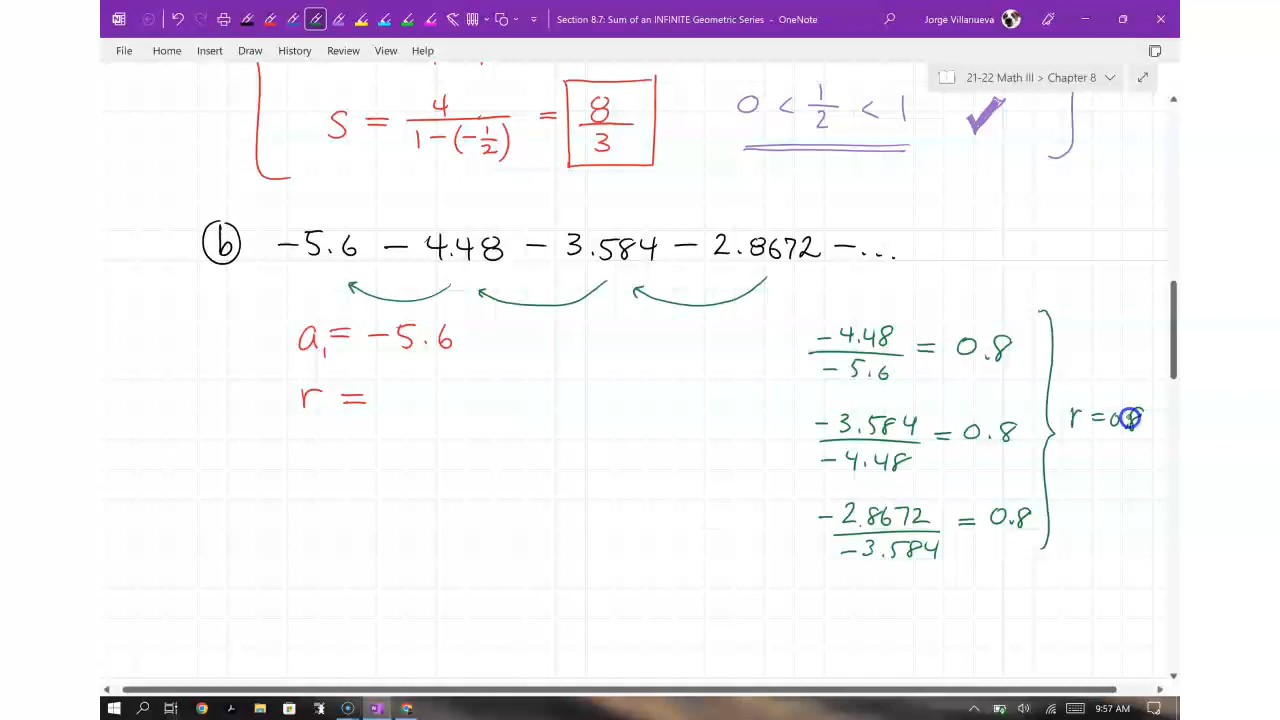 Section 8.7: Sum of an INFINITE Geometric Series - OneNote
Jorge Villanueva
File Home Insert Draw History Review View Help
21-22 Math III > Chapter 8
S = 4 / 1-(-1/2) = 8/3
0 < 1/2 < 1 ✓
(b) -5.6 - 4.48 - 3.584 - 2.8672 - ...
a₁ = -5.6
r =
-4.48 / -5.6 = 0.8
-3.584 / -4.48 = 0.8
-2.8672 / -3.584 = 0.8
r = 0.8
9:57 AM